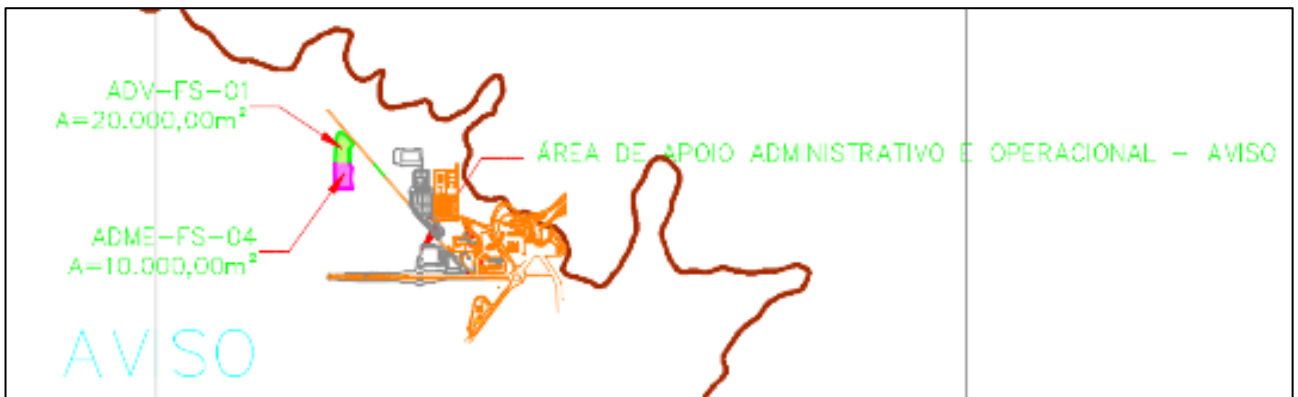 ADV-FS-01
A=20.000,00m²
ÁREA DE APOIO ADMINISTRATIVO E OPERACIONAL - AVISO
ADME-FS-04
A=10.000,00m²
AVISO